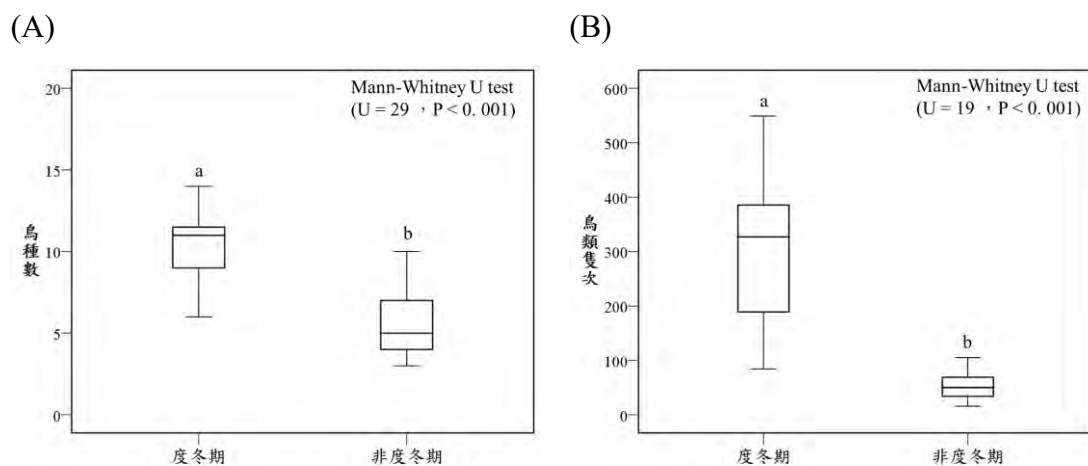 (A)
Mann-Whitney U test
(U = 29 ，P < 0. 001)
20
15
10
5
0
鳥種數
a
b
度冬期
非度冬期
(B)
Mann-Whitney U test
(U = 19 ，P < 0. 001)
600
500
400
300
200
100
0
鳥類隻次
a
b
度冬期
非度冬期